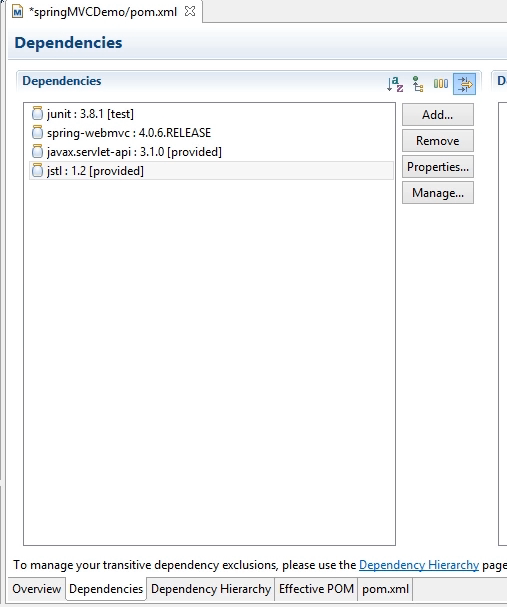 *springMVCDemo/pom.xml
Dependencies
Dependencies
D
junit : 3.8.1 [test]
spring-webmvc : 4.0.6.RELEASE
javax.servlet-api : 3.1.0 [provided]
jstl : 1.2 [provided]
Add...
Remove
Properties...
Manage...
To manage your transitive dependency exclusions, please use the Dependency Hierarchy page
Overview Dependencies Dependency Hierarchy Effective POM pom.xml